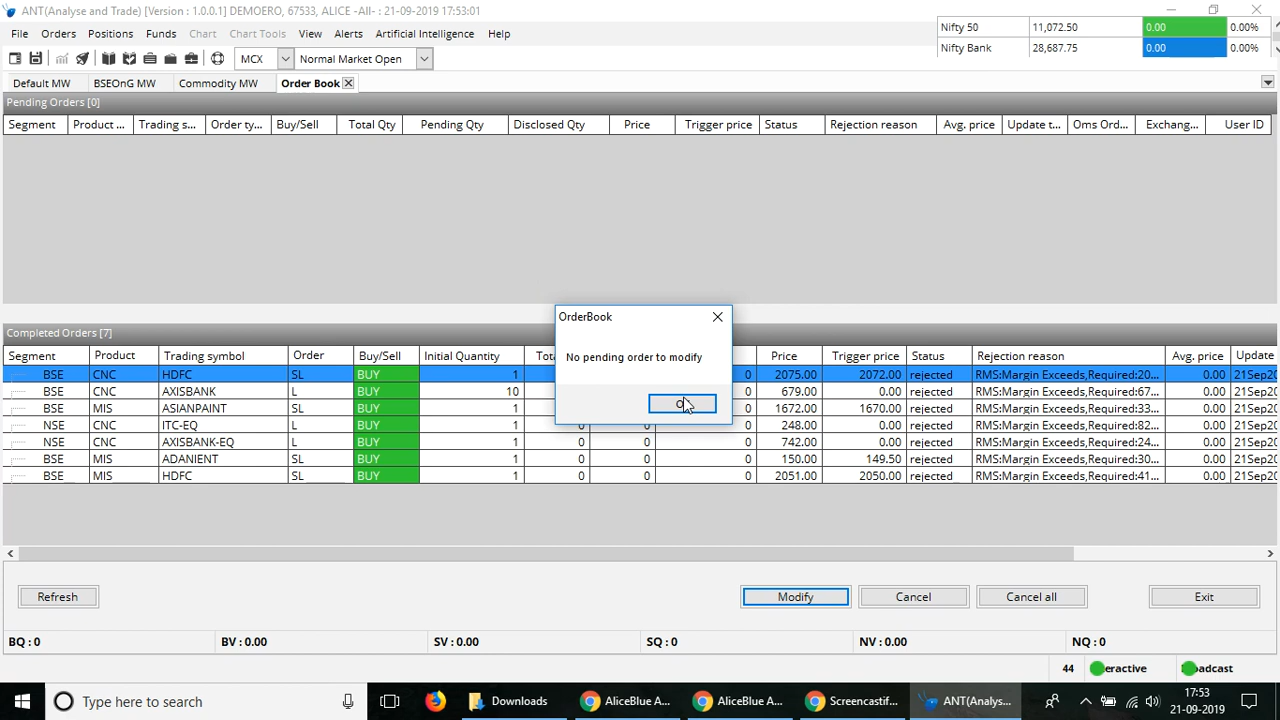 ANT(Analyse and Trade) [Version : 1.0.0.1] DEMOERO, 67533, ALICE -All- : 21-09-2019 17:53:01
File Orders Positions Funds Chart Chart Tools View Alerts Artificial Intelligence Help
Nifty 50 11,072.50 0.00 0.00%
Nifty Bank 28,687.75 0.00 0.00%
MCX Normal Market Open
Default MW BSEOnG MW Commodity MW Order Book
Pending Orders [0]
Segment Product ... Trading s... Order ty... Buy/Sell Total Qty Pending Qty Disclosed Qty Price Trigger price Status Rejection reason Avg. price Update t... Oms Ord... Exchang... User ID
OrderBook
No pending order to modify
Completed Orders [7]
Segment Product Trading symbol Order Buy/Sell Initial Quantity Price Trigger price Status Rejection reason Avg. price Update
BSE CNC HDFC SL BUY 1 0 2075.00 2072.00 rejected RMS:Margin Exceeds,Required:20... 0.00 21Sep20
BSE CNC AXISBANK L BUY 10 0 679.00 0.00 rejected RMS:Margin Exceeds,Required:67... 0.00 21Sep20
BSE MIS ASIANPAINT SL BUY 1 0 1672.00 1670.00 rejected RMS:Margin Exceeds,Required:33... 0.00 21Sep20
NSE CNC ITC-EQ L BUY 1 0 0 0 248.00 0.00 rejected RMS:Margin Exceeds,Required:82... 0.00 21Sep20
NSE CNC AXISBANK-EQ L BUY 1 0 0 0 742.00 0.00 rejected RMS:Margin Exceeds,Required:24... 0.00 21Sep20
BSE MIS ADANIENT SL BUY 1 0 0 0 150.00 149.50 rejected RMS:Margin Exceeds,Required:30... 0.00 21Sep20
BSE MIS HDFC SL BUY 1 0 0 0 2051.00 2050.00 rejected RMS:Margin Exceeds,Required:41... 0.00 21Sep20
Refresh Modify Cancel Cancel all Exit
BQ : 0 BV : 0.00 SV : 0.00 SQ : 0 NV : 0.00 NQ : 0
44
Type here to search Downloads AliceBlue A... AliceBlue A... Screencastif... ANT(Analys... 17:53
21-09-2019